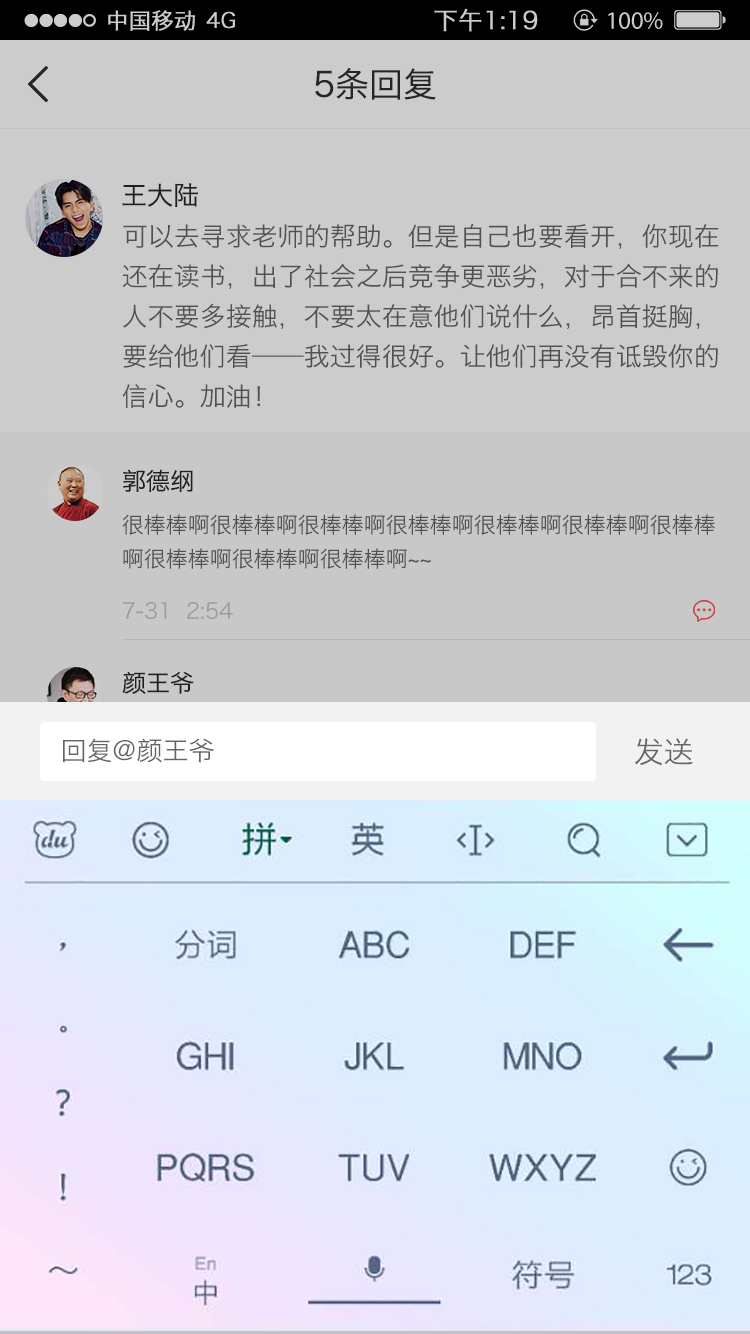 中国移动 4G 下午1:19 100%
5条回复
王大陆
可以去寻求老师的帮助。但是自己也要看开，你现在
还在读书，出了社会之后竞争更恶劣，对于合不来的
人不要多接触，不要太在意他们说什么，昂首挺胸，
要给他们看——我过得很好。让他们再没有诋毁你的
信心。加油！
郭德纲
很棒棒啊很棒棒啊很棒棒啊很棒棒啊很棒棒啊很棒棒啊很棒棒
啊很棒棒啊很棒棒啊很棒棒啊~~
7-31 2:54
颜王爷
回复@颜王爷 发送
du 拼 英
， 分词 ABC DEF
。
GHI JKL MNO
？
PQRS TUV WXYZ
！
～ En 中 符号 123